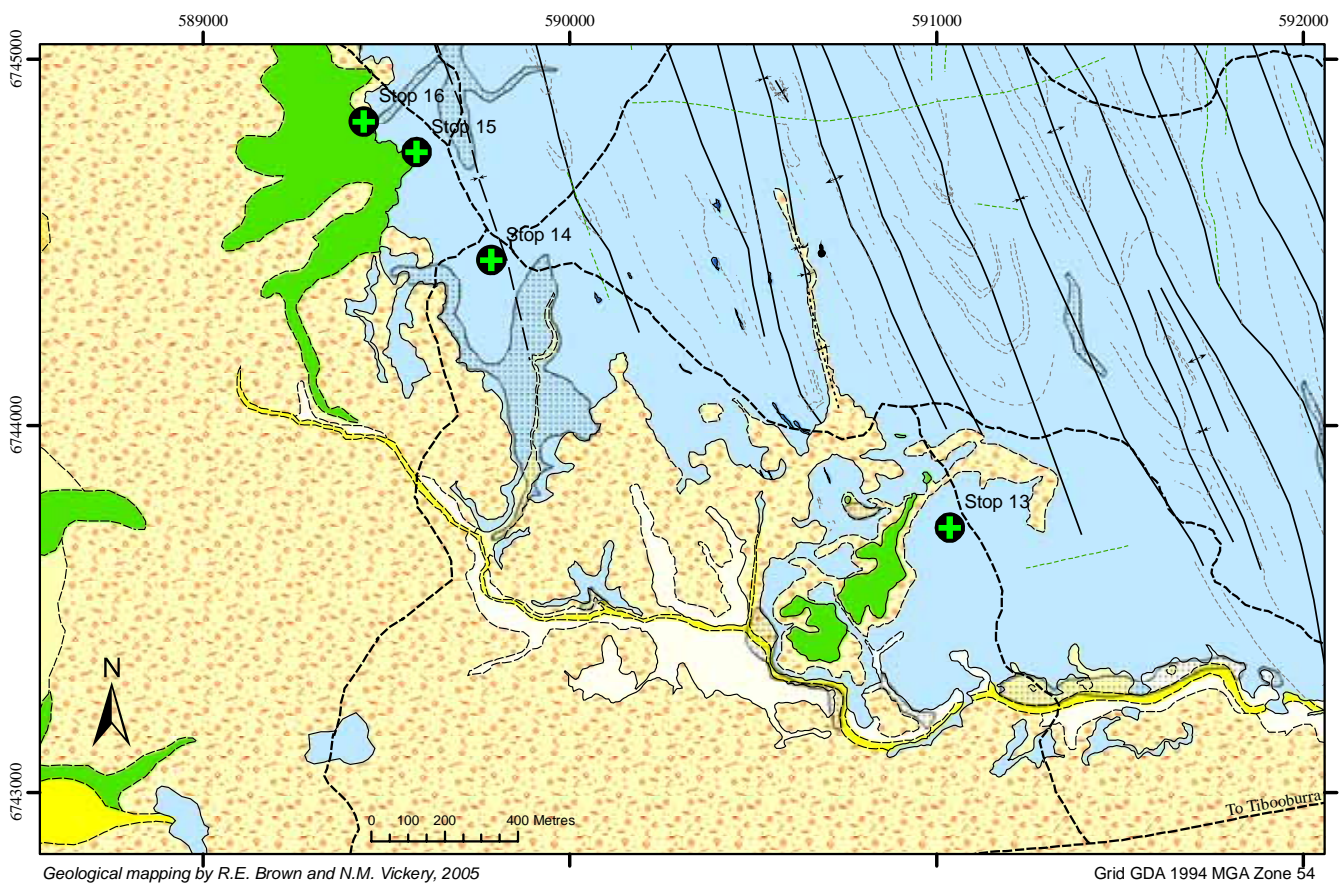 589000 590000 591000 592000
6745000
Stop 16
Stop 15
Stop 14
6744000
Stop 13
N
6743000
To Tibooburra
0 100 200 400 Metres
Geological mapping by R.E. Brown and N.M. Vickery, 2005
Grid GDA 1994 MGA Zone 54